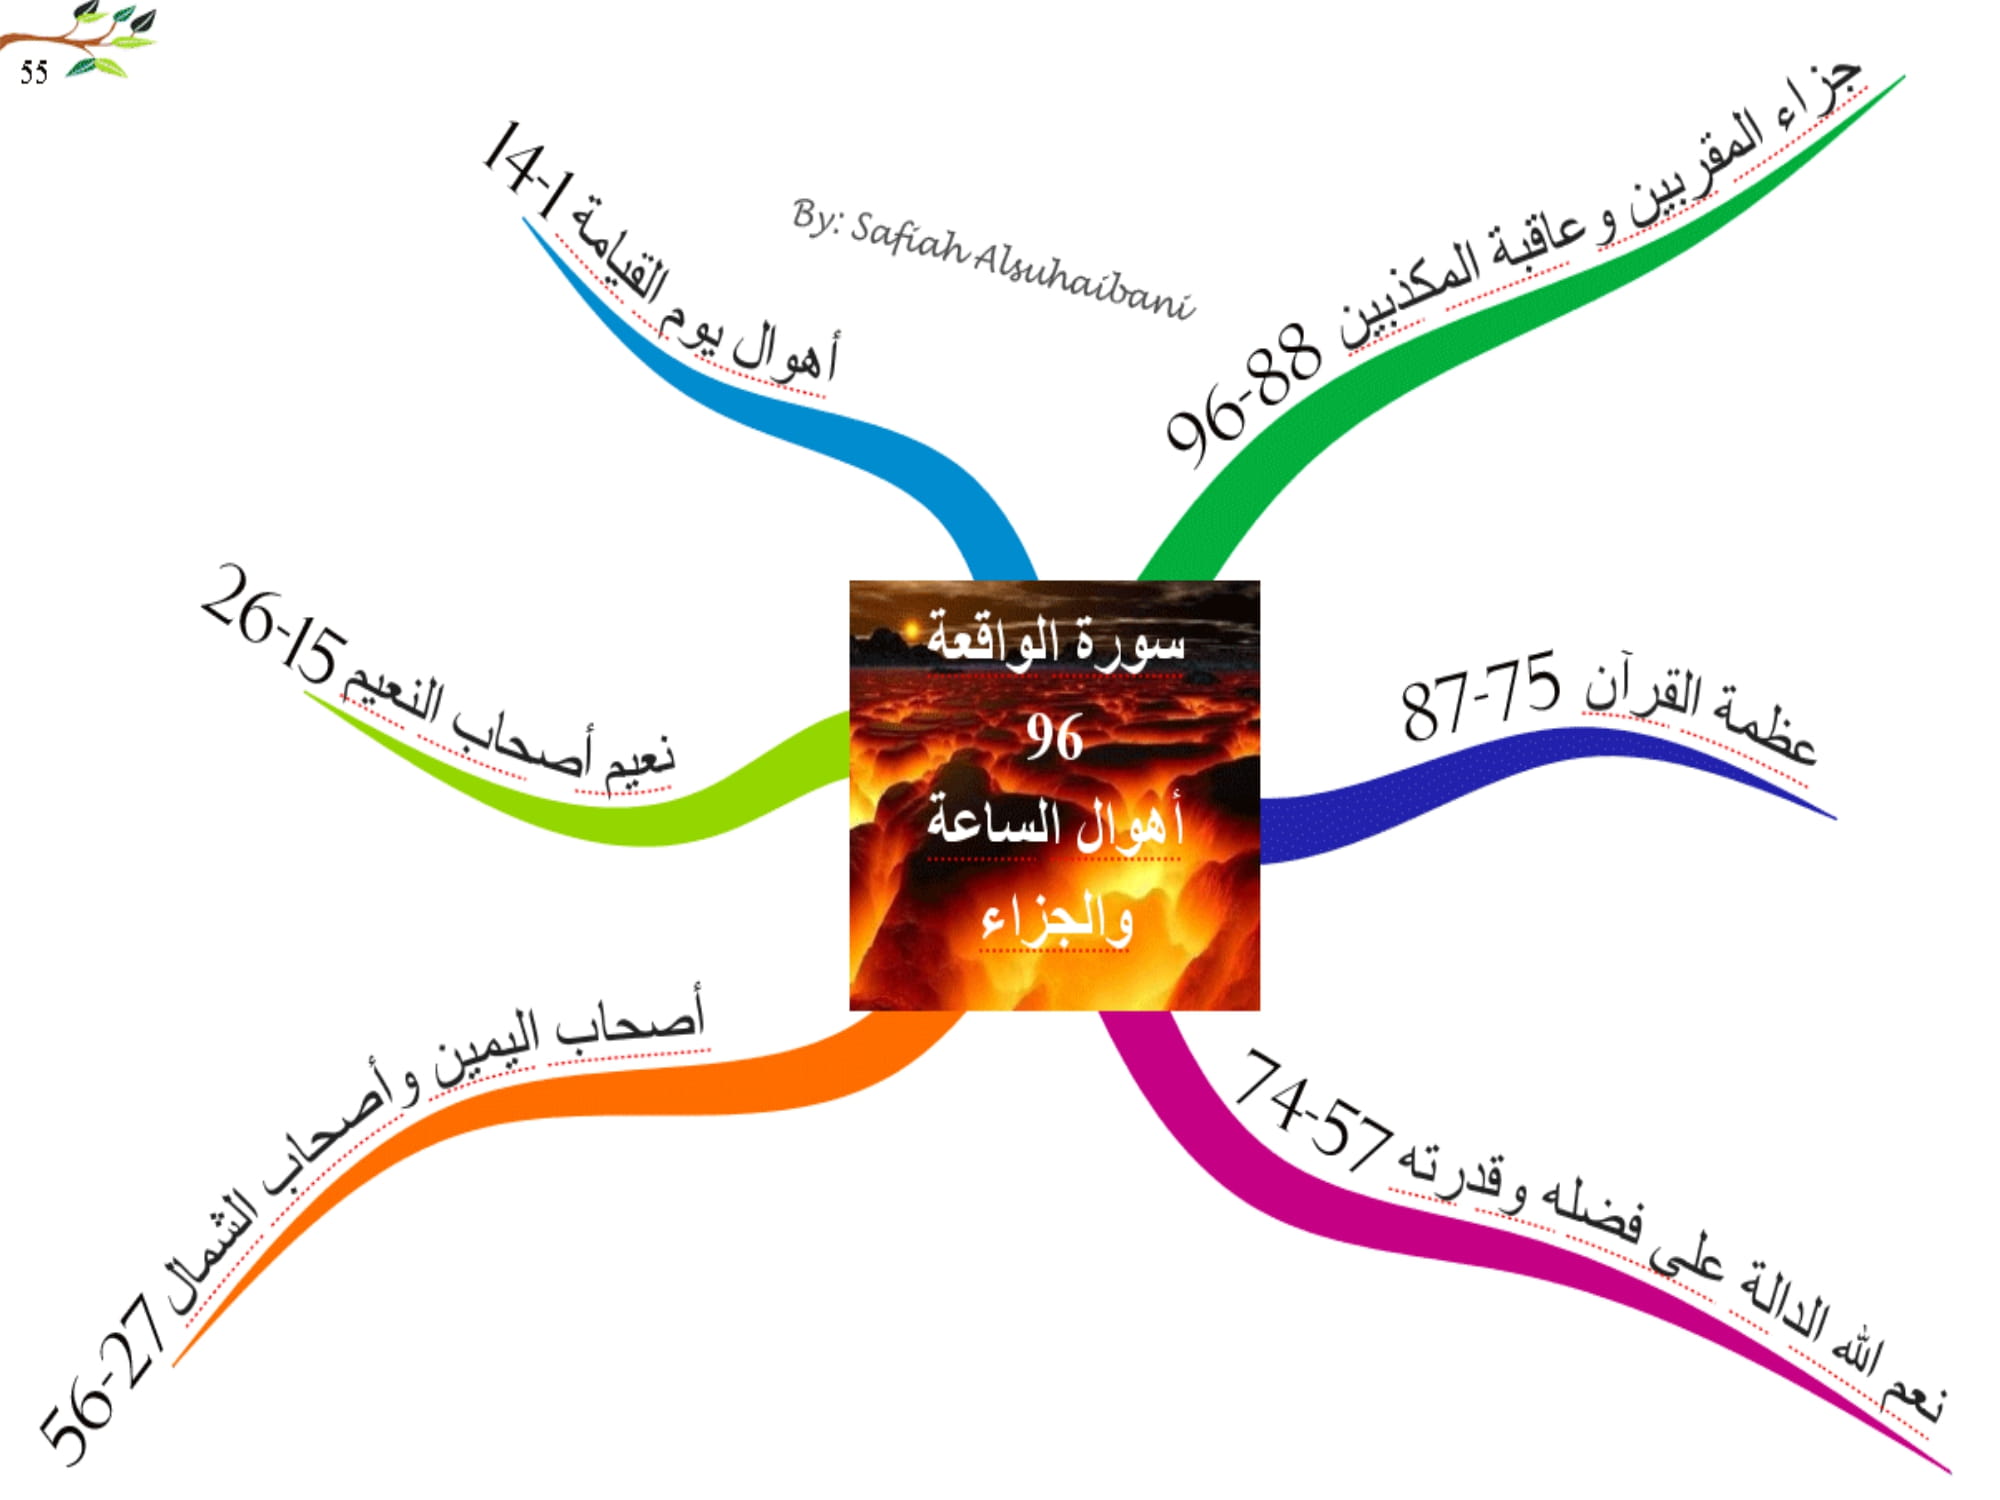 55
By: Safiah Alsuhaibani
سورة الواقعة
96
أهوال الساعة
والجزاء
جزاء المقربين و عاقبة المكذبين 88-96
عظمة القرآن 75-87
نعم الله الدالة على فضله وقدرته 57-74
أهوال يوم القيامة 1-14
نعيم أصحاب النعيم 15-26
أصحاب اليمين وأصحاب الشمال 27-56